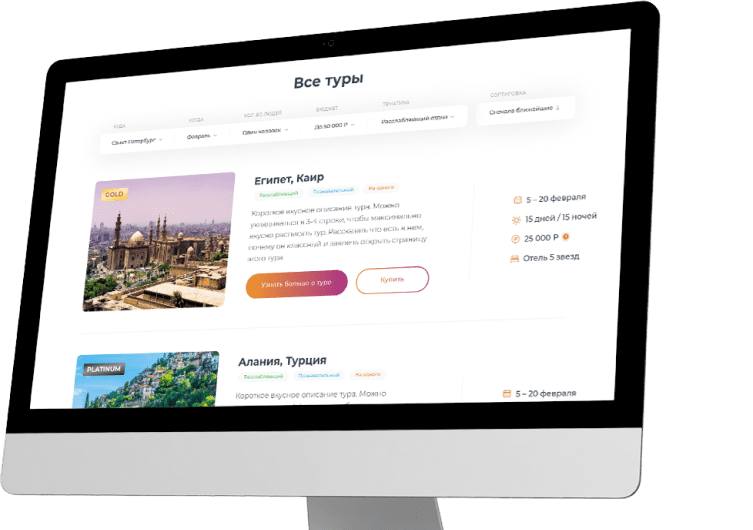 Все туры
КУДА
КОГДА
КОЛ-ВО ЛЮДЕЙ
БЮДЖЕТ
ТЕМАТИКА
СОРТИРОВКА
Санкт-Петербург
Февраль
Один человек
До 50 000 Р
Расслабляющий отдых
Сначала ближайшие
GOLD
Египет, Каир
Расслабляющий
Познавательный
На одного
Короткое вкусное описание тура. Можно
укладываться в 3-4 строки, чтобы максимально
вкусно расписать тур. Рассказать что есть в нем,
почему он классный и завлечь открыть страницу
этого тура
Узнать больше о туре
Купить
5 – 20 февраля
15 дней / 15 ночей
25 000 Р
Отель 5 звезд
PLATINUM
Алания, Турция
Расслабляющий
Познавательный
На одного
Короткое вкусное описание тура. Можно
5 – 20 февраля